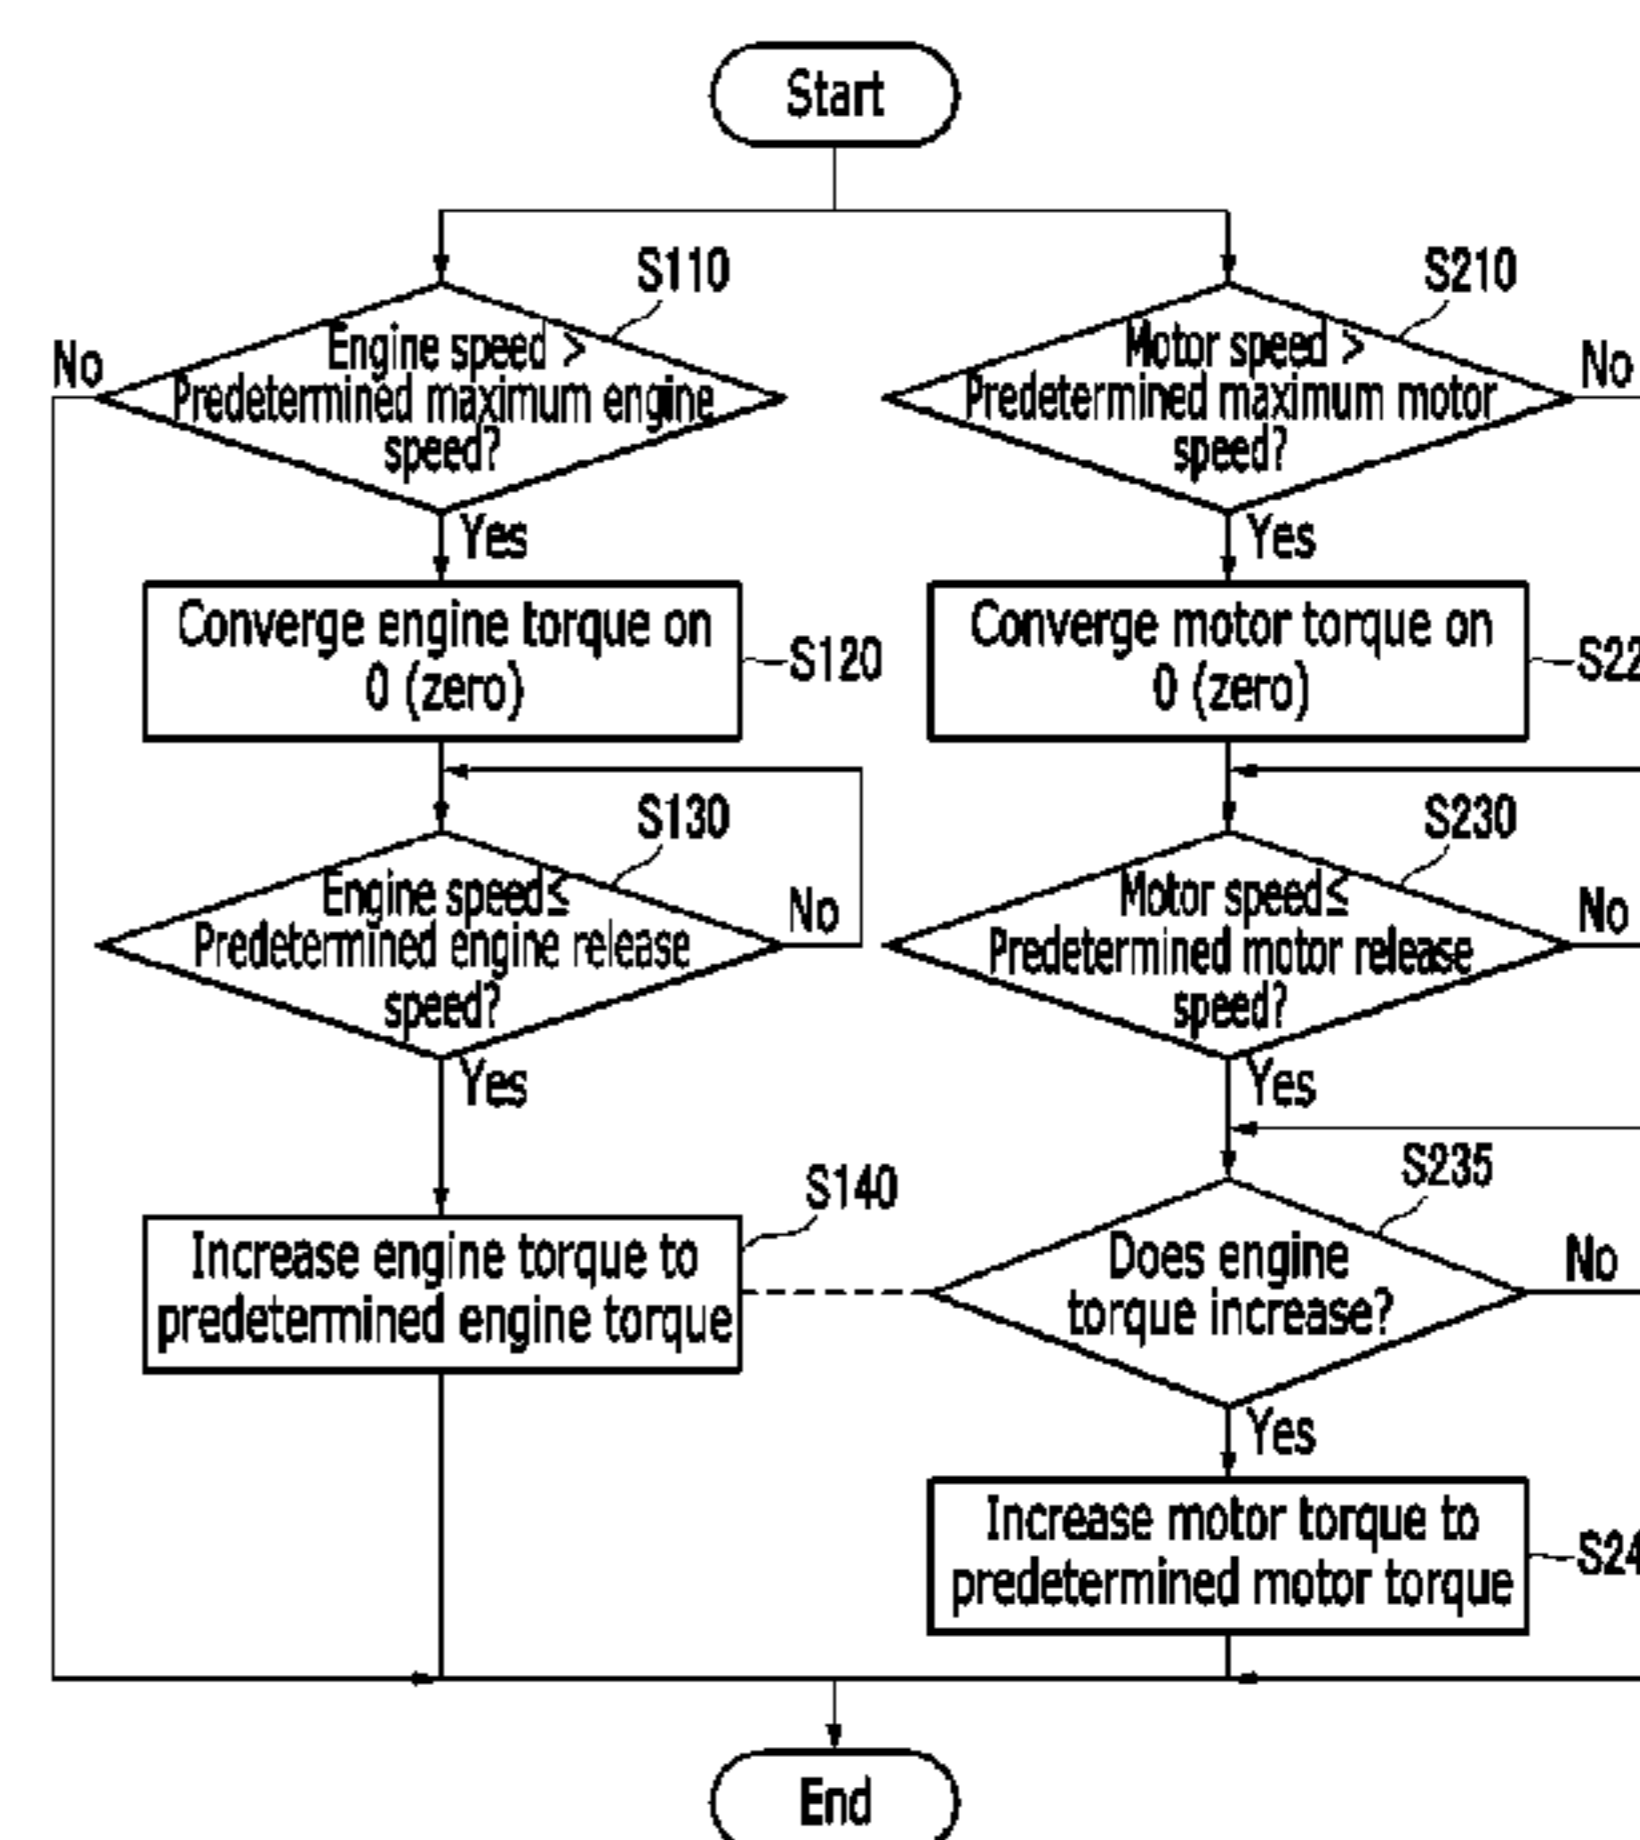 Start
S110
Engine speed >
Predetermined maximum engine
speed?
No
Yes
Converge engine torque on
0 (zero)
S120
S130
Engine speed≤
Predetermined engine release
speed?
No
Yes
S140
Increase engine torque to
predetermined engine torque
S210
Motor speed >
Predetermined maximum motor
speed?
No
Yes
Converge motor torque on
0 (zero)
S22
S230
Motor speed≤
Predetermined motor release
speed?
No
Yes
S235
Does engine
torque increase?
No
Yes
Increase motor torque to
predetermined motor torque
S24
End